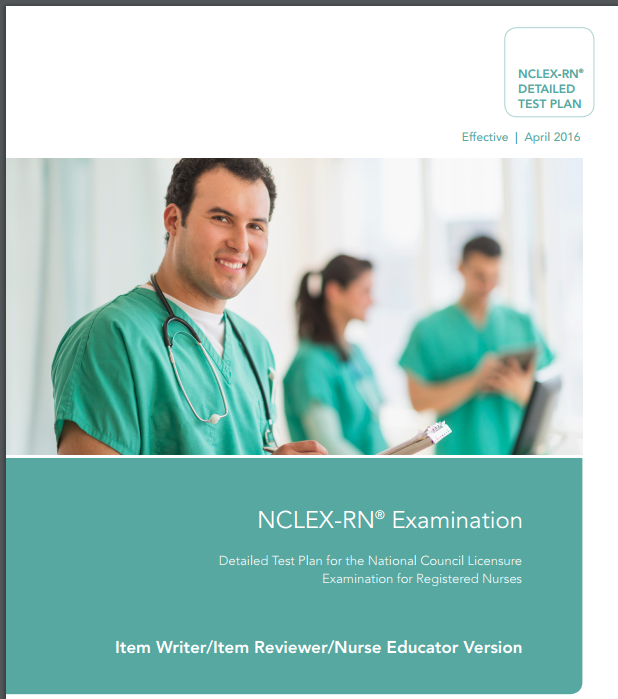 NCLEX-RN®
DETAILED
TEST PLAN
Effective | April 2016
NCLEX-RN® Examination
Detailed Test Plan for the National Council Licensure
Examination for Registered Nurses
Item Writer/Item Reviewer/Nurse Educator Version